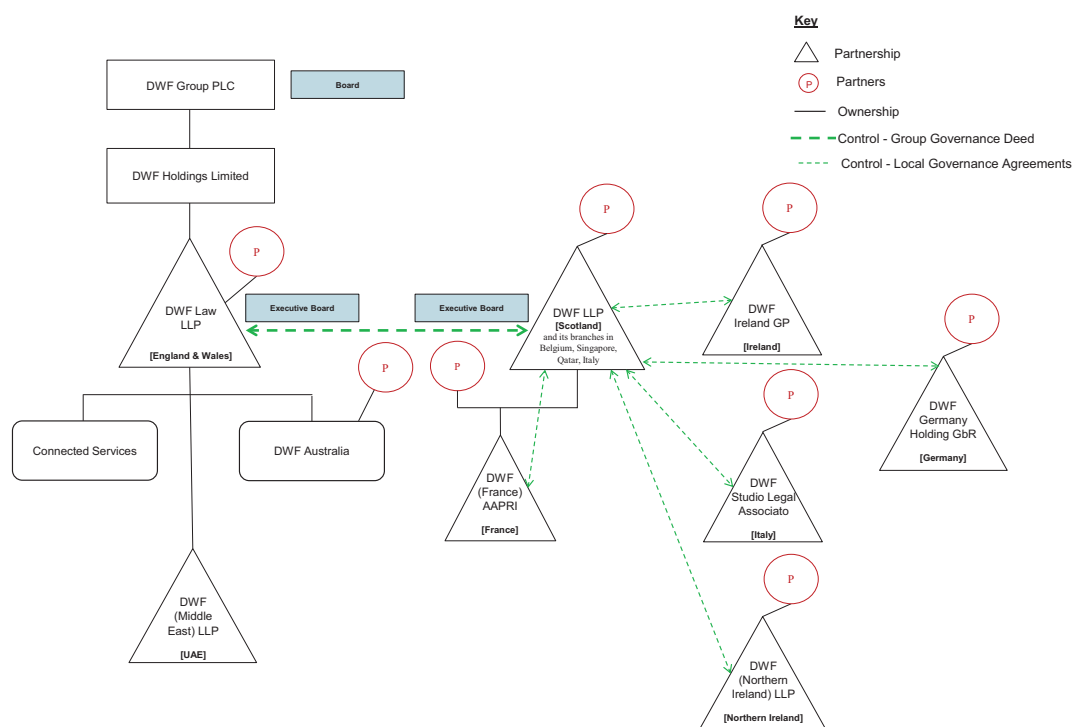 Key
Partnership
P
Partners
Ownership
Control - Group Governance Deed
Control - Local Governance Agreements
DWF Group PLC
Board
DWF Holdings Limited
P
DWF Law
LLP
[England & Wales]
Executive Board
Executive Board
P
DWF LLP
[Scotland]
and its branches in
Belgium, Singapore,
Qatar, Italy
P
DWF
Ireland GP
[Ireland]
P
DWF
Germany
Holding GbR
[Germany]
P
P
Connected Services
DWF Australia
DWF
(France)
AAPRI
[France]
P
DWF
Studio Legal
Associato
[Italy]
DWF
(Middle
East) LLP
[UAE]
P
DWF
(Northern
Ireland) LLP
[Northern Ireland]